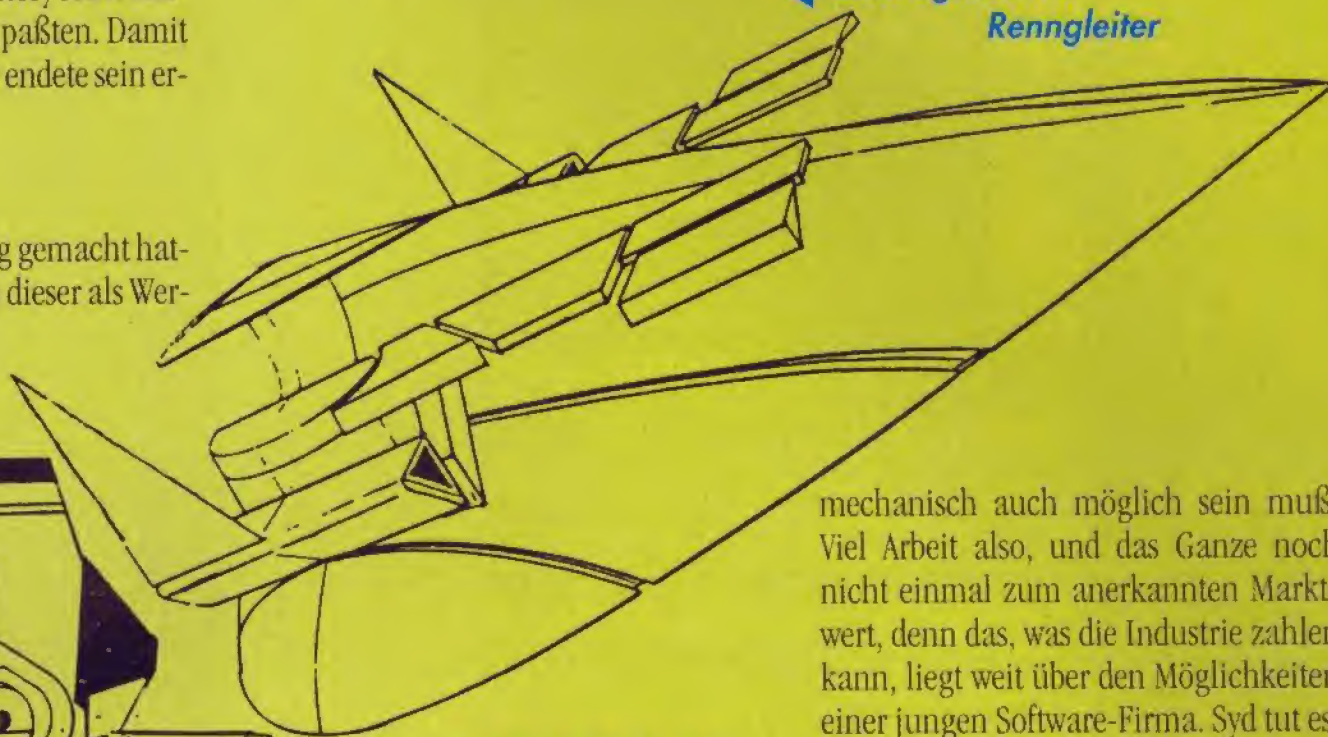 paßten. Damit
endete sein er-
g gemacht hat-
dieser als Wer-
Renngleiter
mechanisch auch möglich sein muß
Viel Arbeit also, und das Ganze noch
nicht einmal zum anerkannten Markt-
wert, denn das, was die Industrie zahlen
kann, liegt weit über den Möglichkeiten
einer jungen Software-Firma. Syd tut es